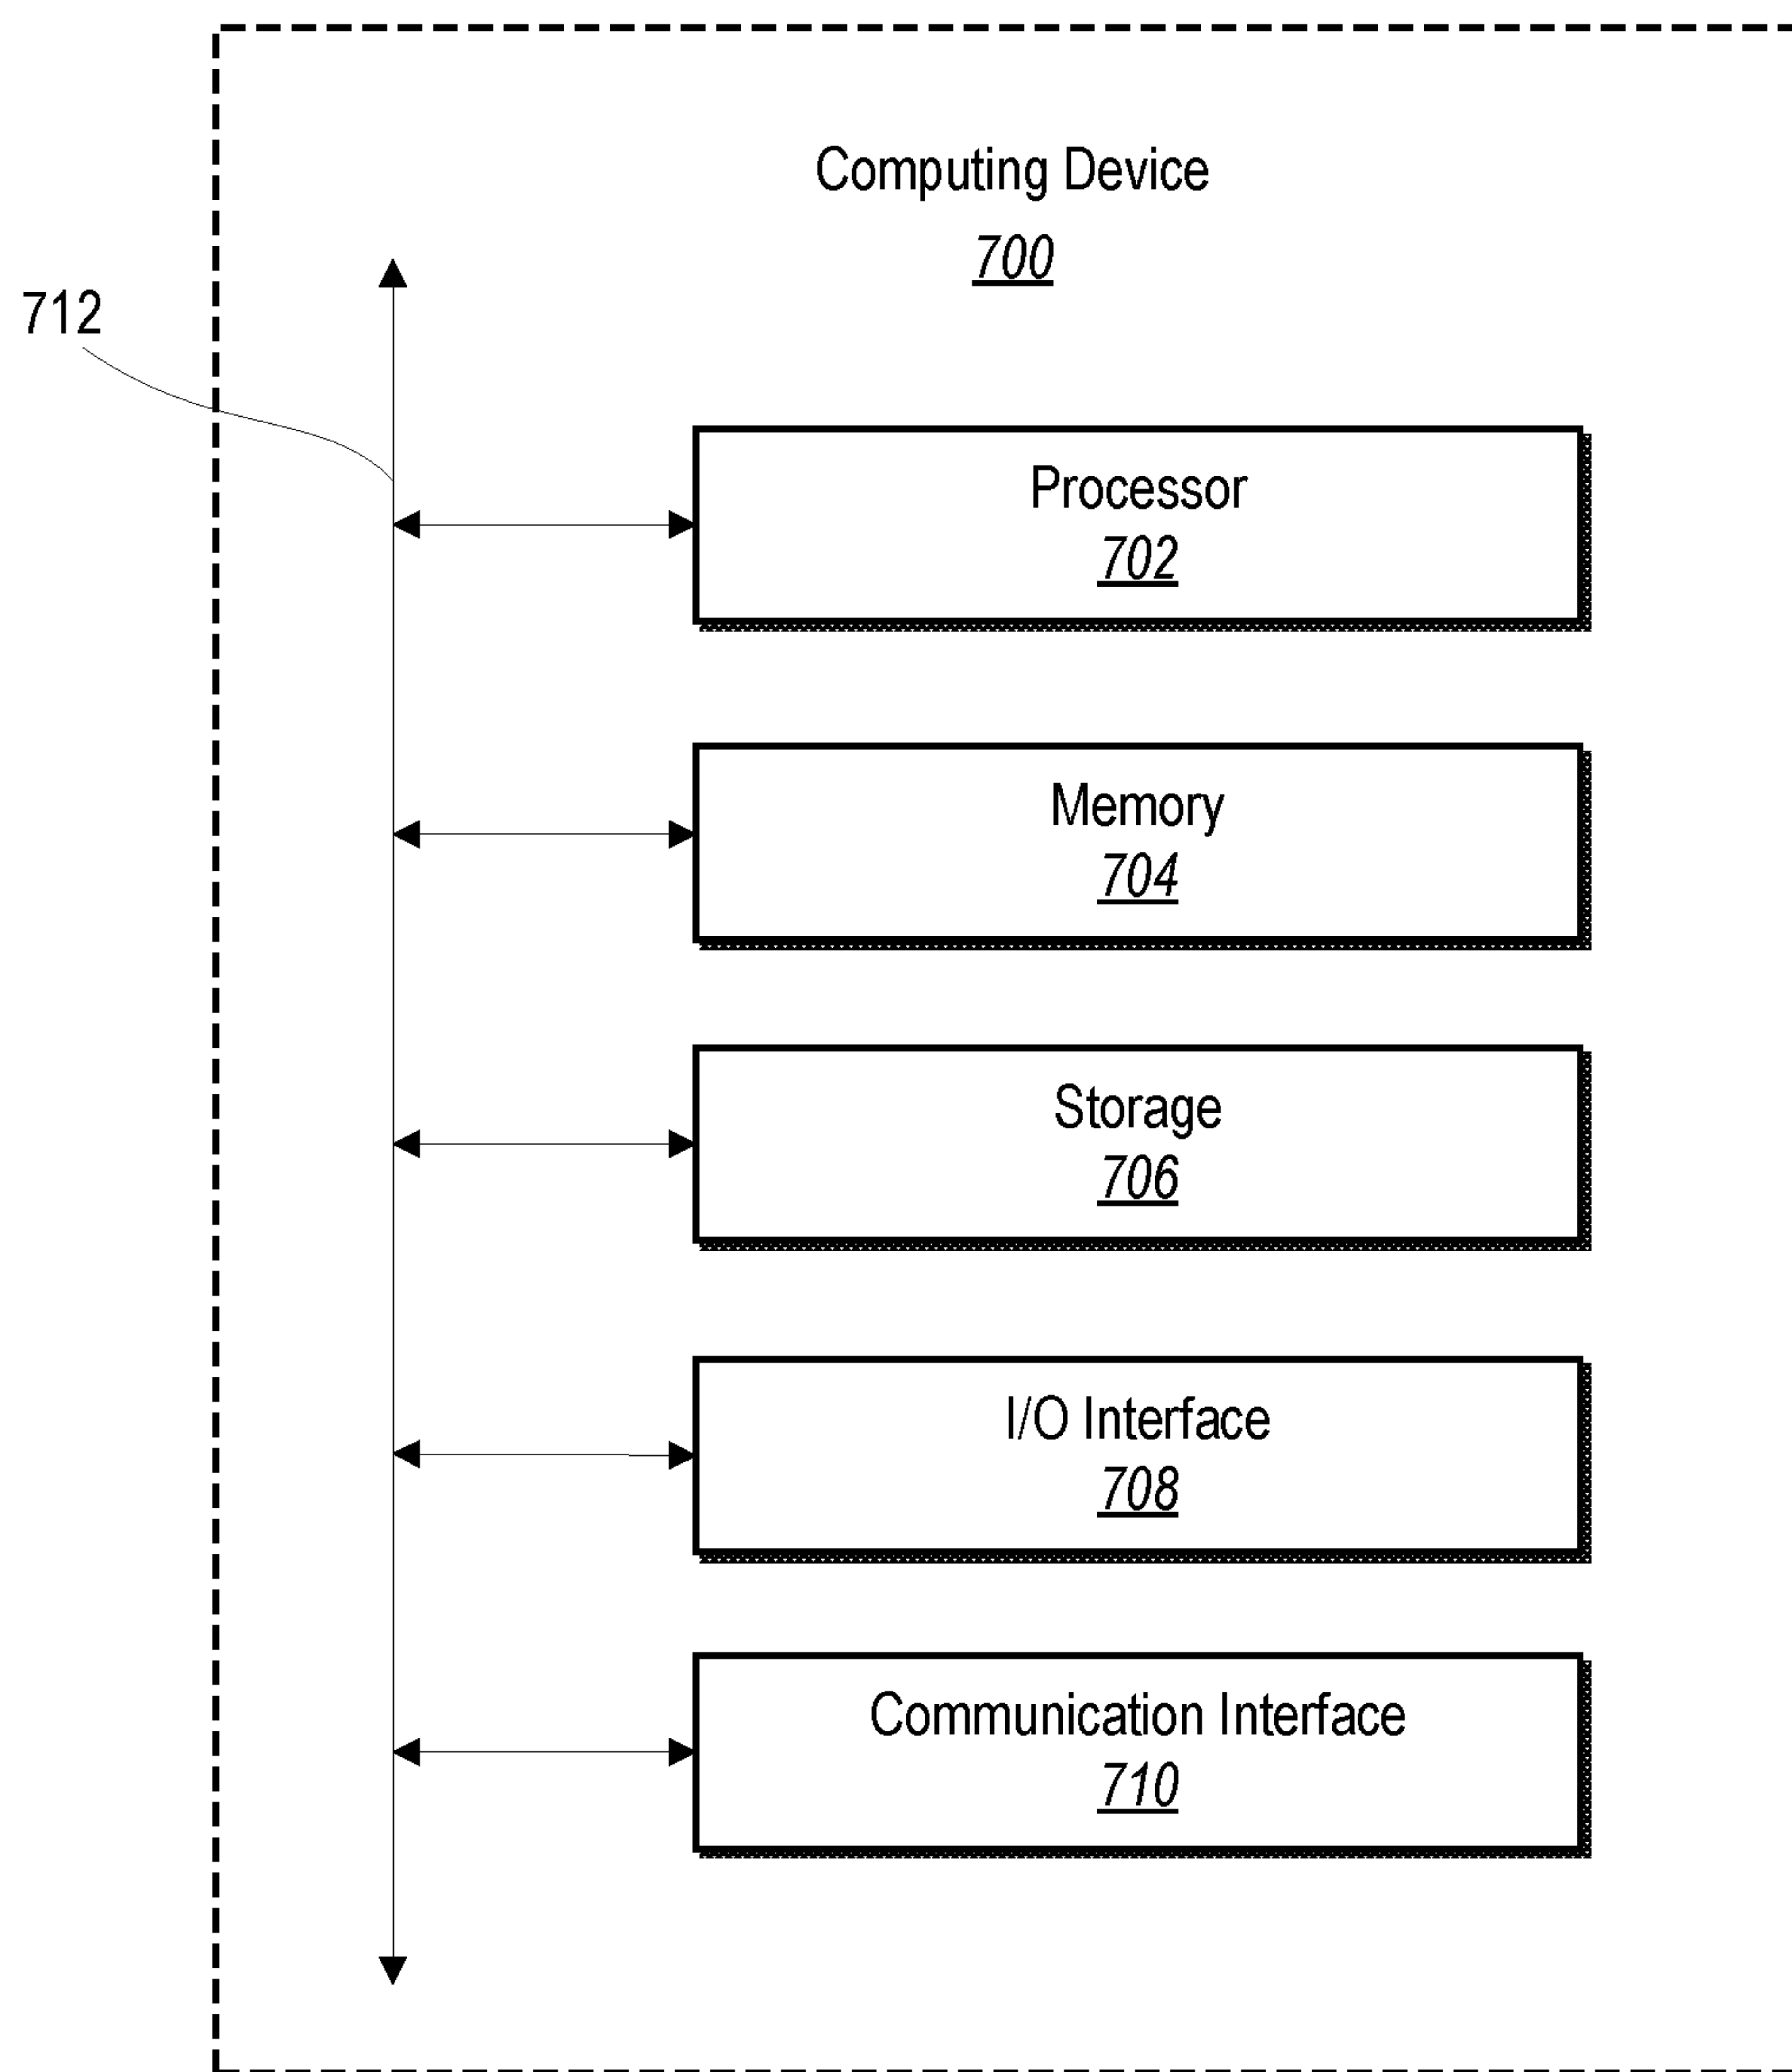 Computing Device
700
712
Processor
702
Memory
704
Storage
706
I/O Interface
708
Communication Interface
710